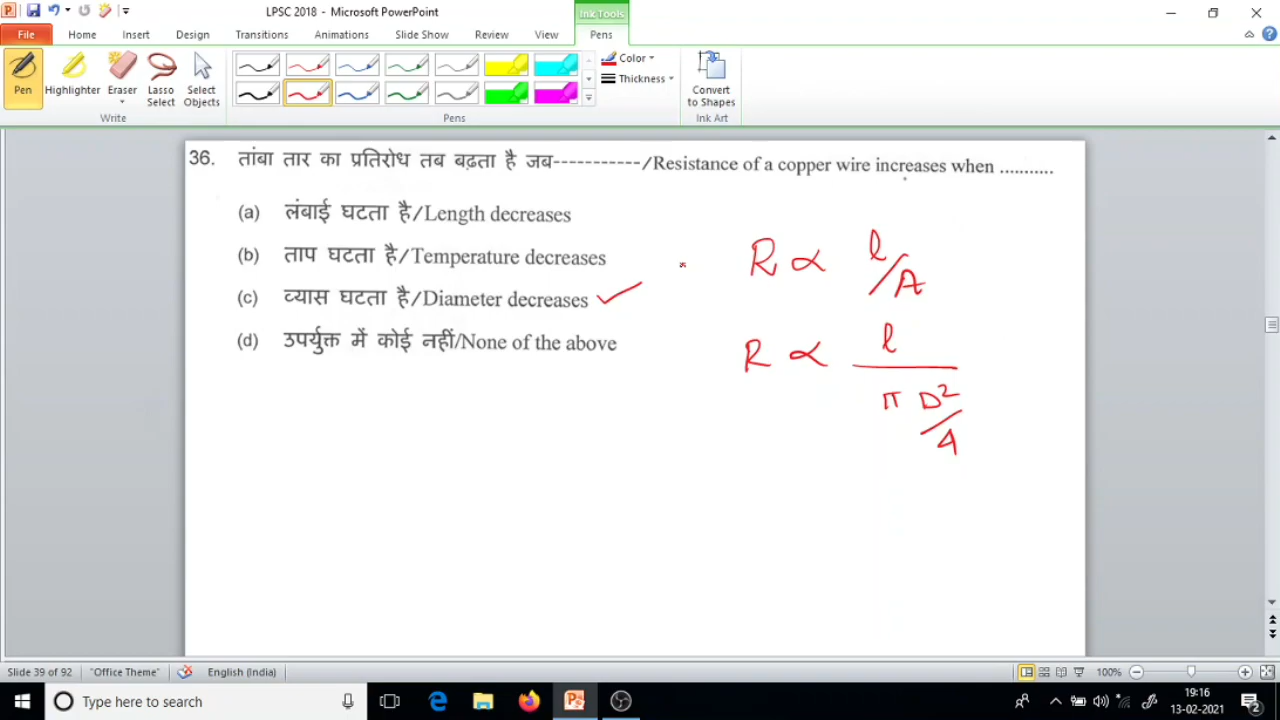 LPSC 2018 - Microsoft PowerPoint
Ink Tools
File Home Insert Design Transitions Animations Slide Show Review View Pens
Pen Highlighter Eraser Lasso Select Select Objects
Color
Thickness
Convert to Shapes
Write Pens Ink Art
36. तांबा तार का प्रतिरोध तब बढ़ता है जब-----------/Resistance of a copper wire increases when ...........
(a) लंबाई घटता है/Length decreases
(b) ताप घटता है/Temperature decreases
(c) व्यास घटता है/Diameter decreases ✓
(d) उपर्युक्त में कोई नहीं/None of the above
R ∝ l/A
R ∝ l
π D²/4
Slide 39 of 92 "Office Theme" English (India) 100%
Type here to search
19:16
13-02-2021
2